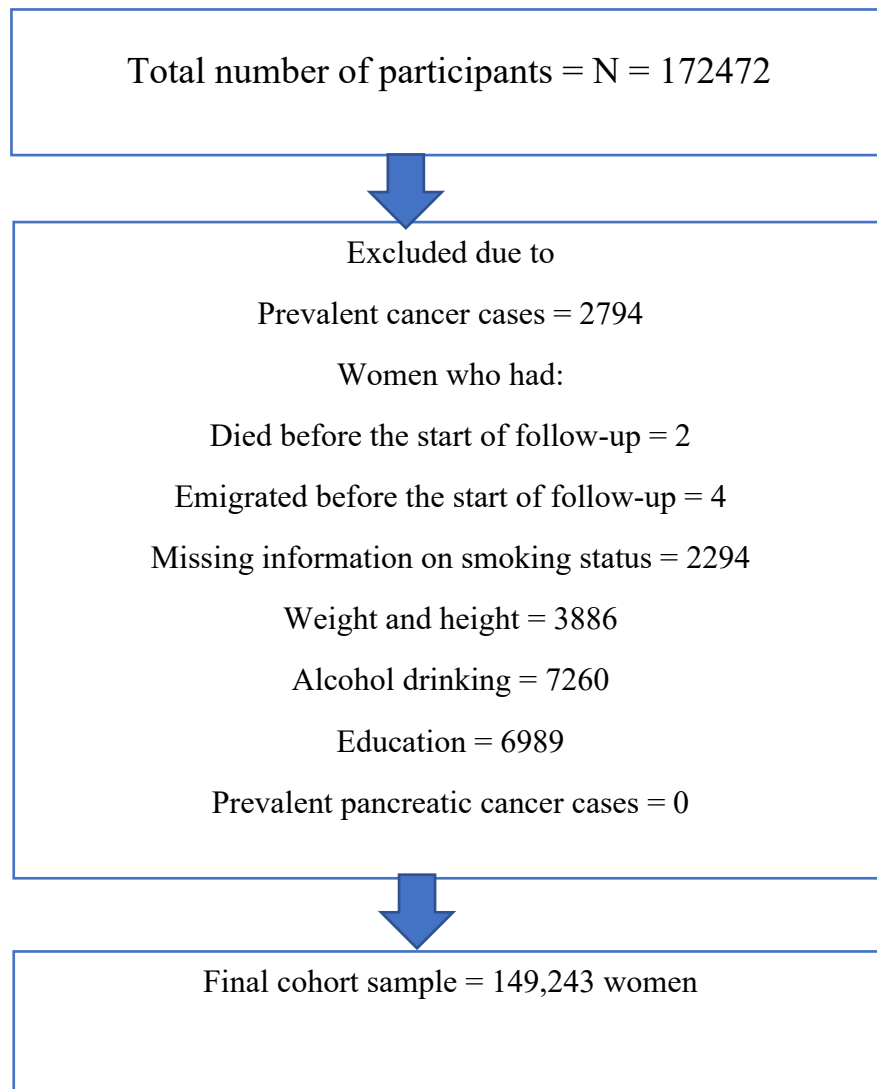 Total number of participants = N = 172472
Excluded due to
Prevalent cancer cases = 2794
Women who had:
Died before the start of follow-up = 2
Emigrated before the start of follow-up = 4
Missing information on smoking status = 2294
Weight and height = 3886
Alcohol drinking = 7260
Education = 6989
Prevalent pancreatic cancer cases = 0
Final cohort sample = 149,243 women